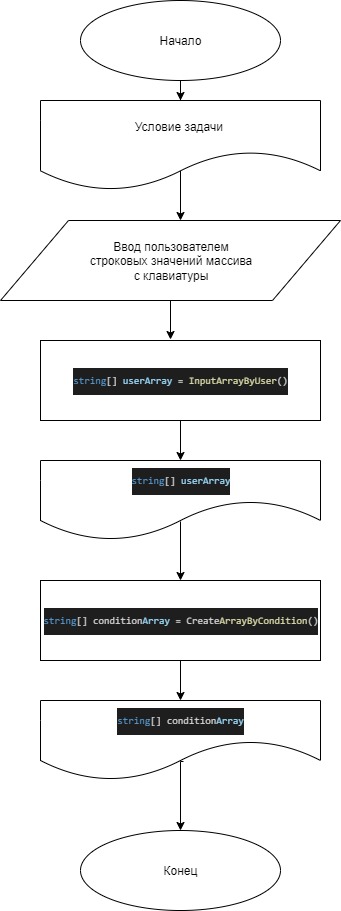 Начало
Условие задачи
Ввод пользователем
строковых значений массива
с клавиатуры
string[] userArray = InputArrayByUser()
string[] userArray
string[] conditionArray = CreateArrayByCondition()
string[] conditionArray
Конец